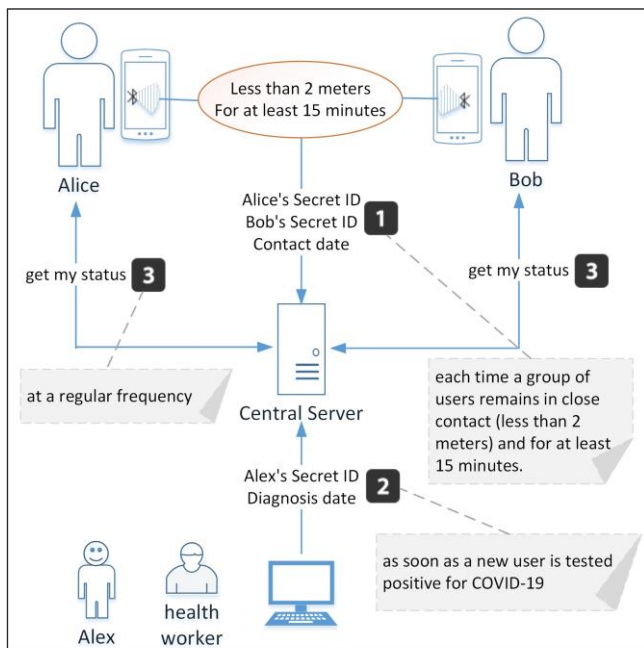 Less than 2 meters
For at least 15 minutes
Alice
Bob
Alice's Secret ID
Bob's Secret ID
Contact date
1
get my status 3
get my status 3
at a regular frequency
Central Server
each time a group of
users remains in close
contact (less than 2
meters) and for at least
15 minutes.
Alex's Secret ID
Diagnosis date
2
as soon as a new user is tested
positive for COVID-19
Alex
health
worker